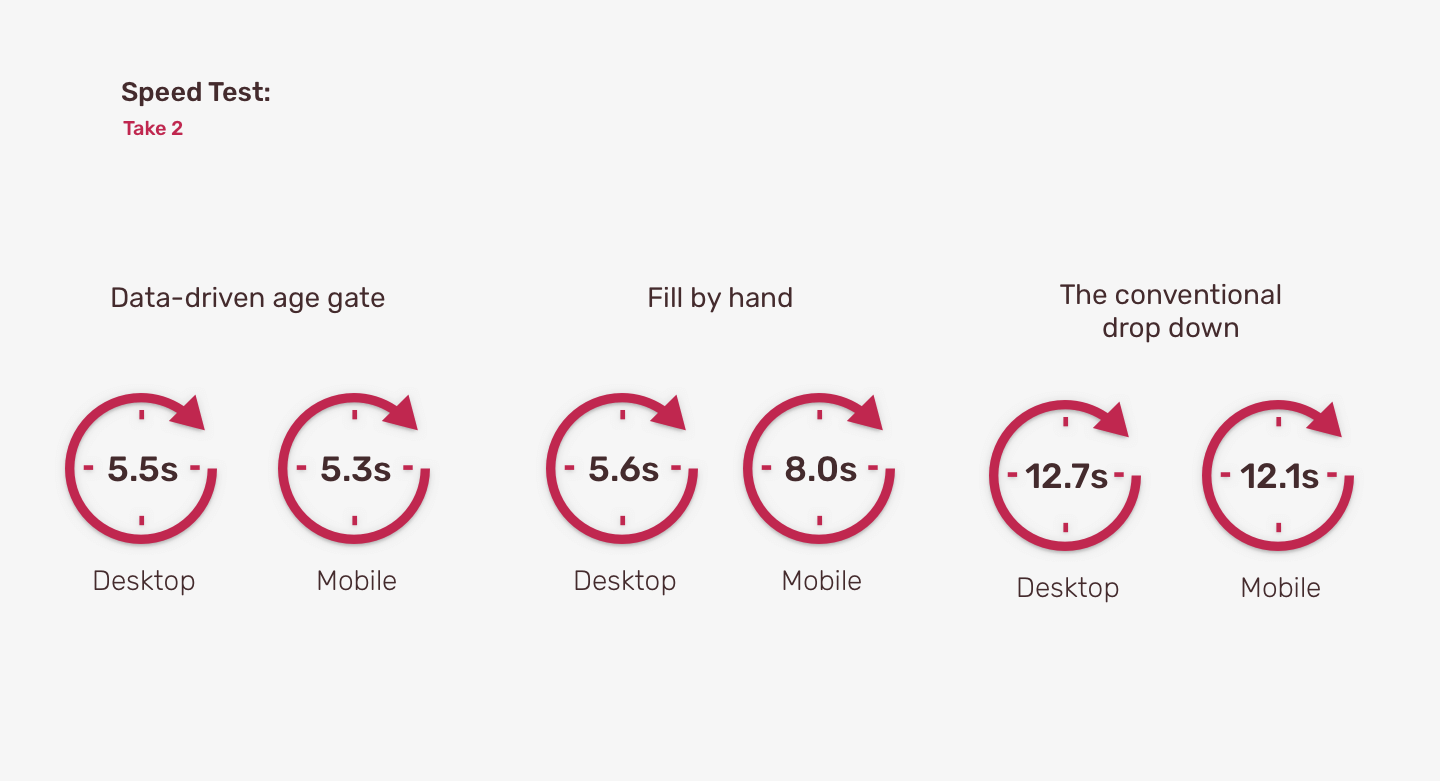 Speed Test:
Take 2
Data-driven age gate
5.5s
Desktop
5.3s
Mobile
Fill by hand
5.6s
Desktop
8.0s
Mobile
The conventional
drop down
12.7s
Desktop
12.1s
Mobile